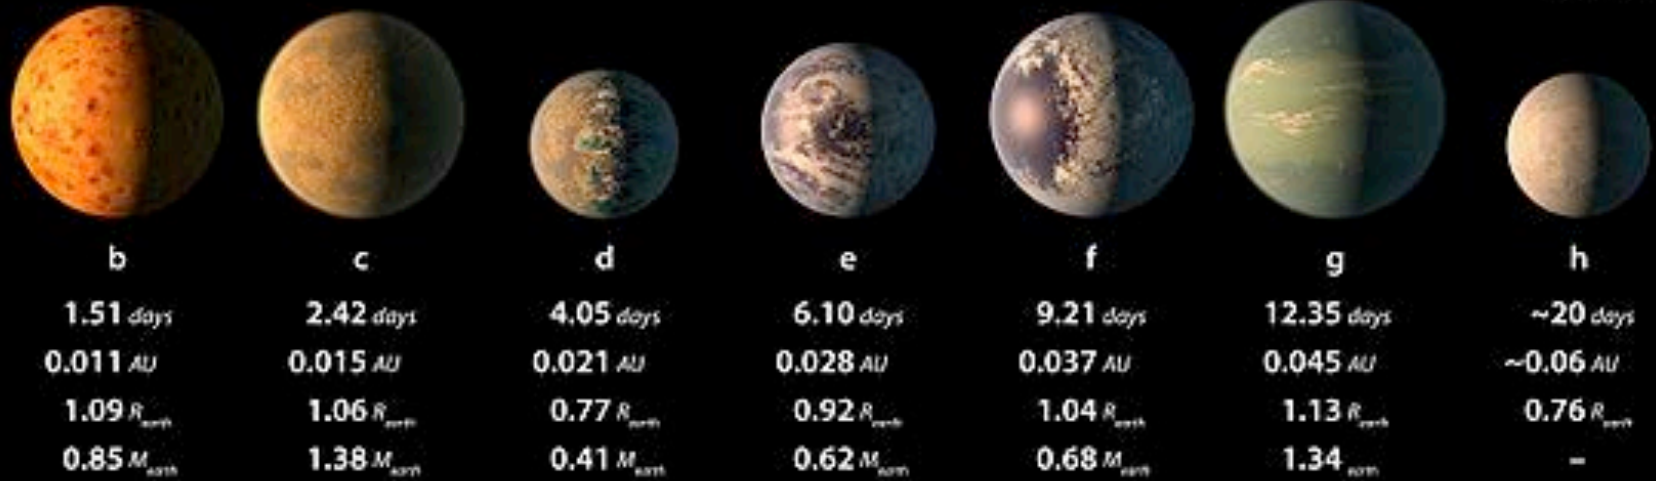 b c d e f g h
1.51 days 2.42 days 4.05 days 6.10 days 9.21 days 12.35 days ~20 days
0.011 AU 0.015 AU 0.021 AU 0.028 AU 0.037 AU 0.045 AU ~0.06 AU
1.09 Rearth 1.06 Rearth 0.77 Rearth 0.92 Rearth 1.04 Rearth 1.13 Rearth 0.76 Rearth
0.85 Mearth 1.38 Mearth 0.41 Mearth 0.62 Mearth 0.68 Mearth 1.34 earth –